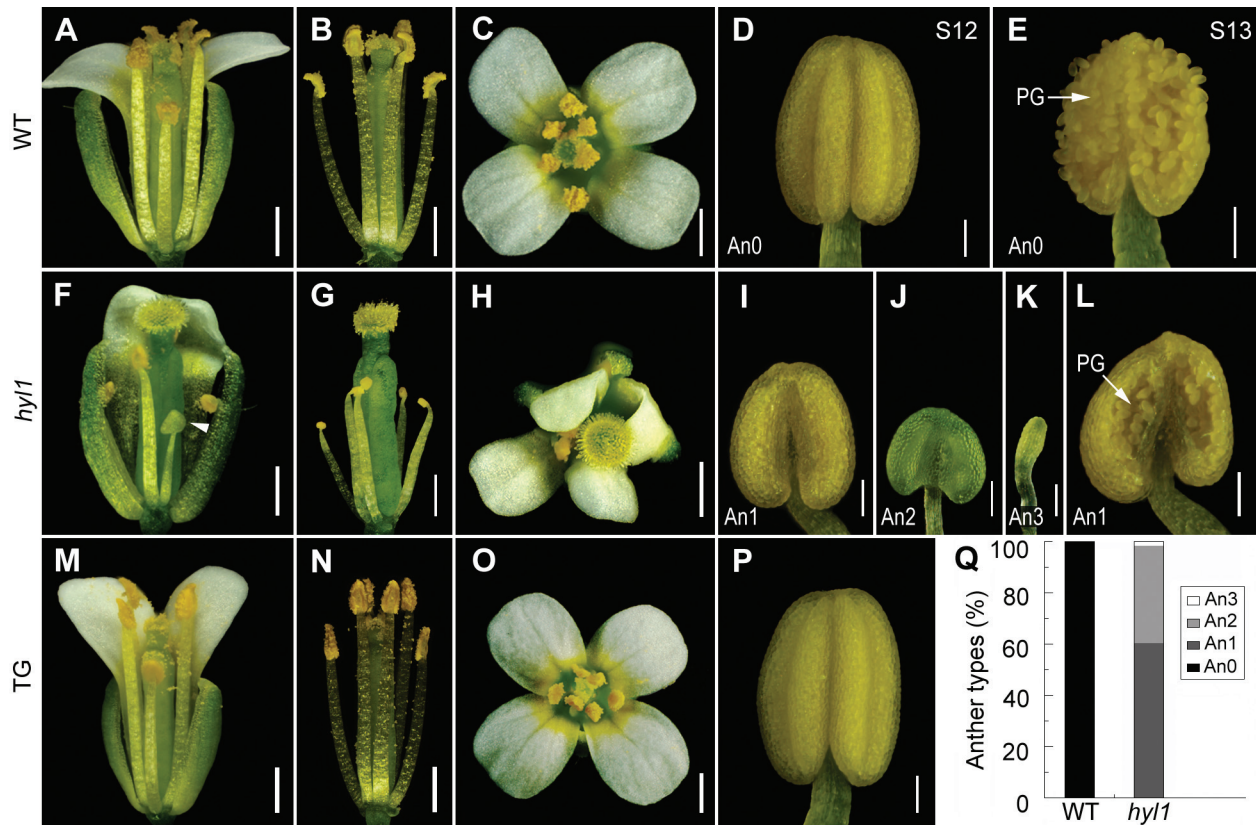 A
B
C
D
S12
E
S13
PG
WT
An0
An0
F
G
H
I
J
K
L
PG
hyl1
An1
An2
An3
An1
M
N
O
P
Q
TG
100
80
60
40
20
0
Anther types (%)
An3
An2
An1
An0
WT
hyl1